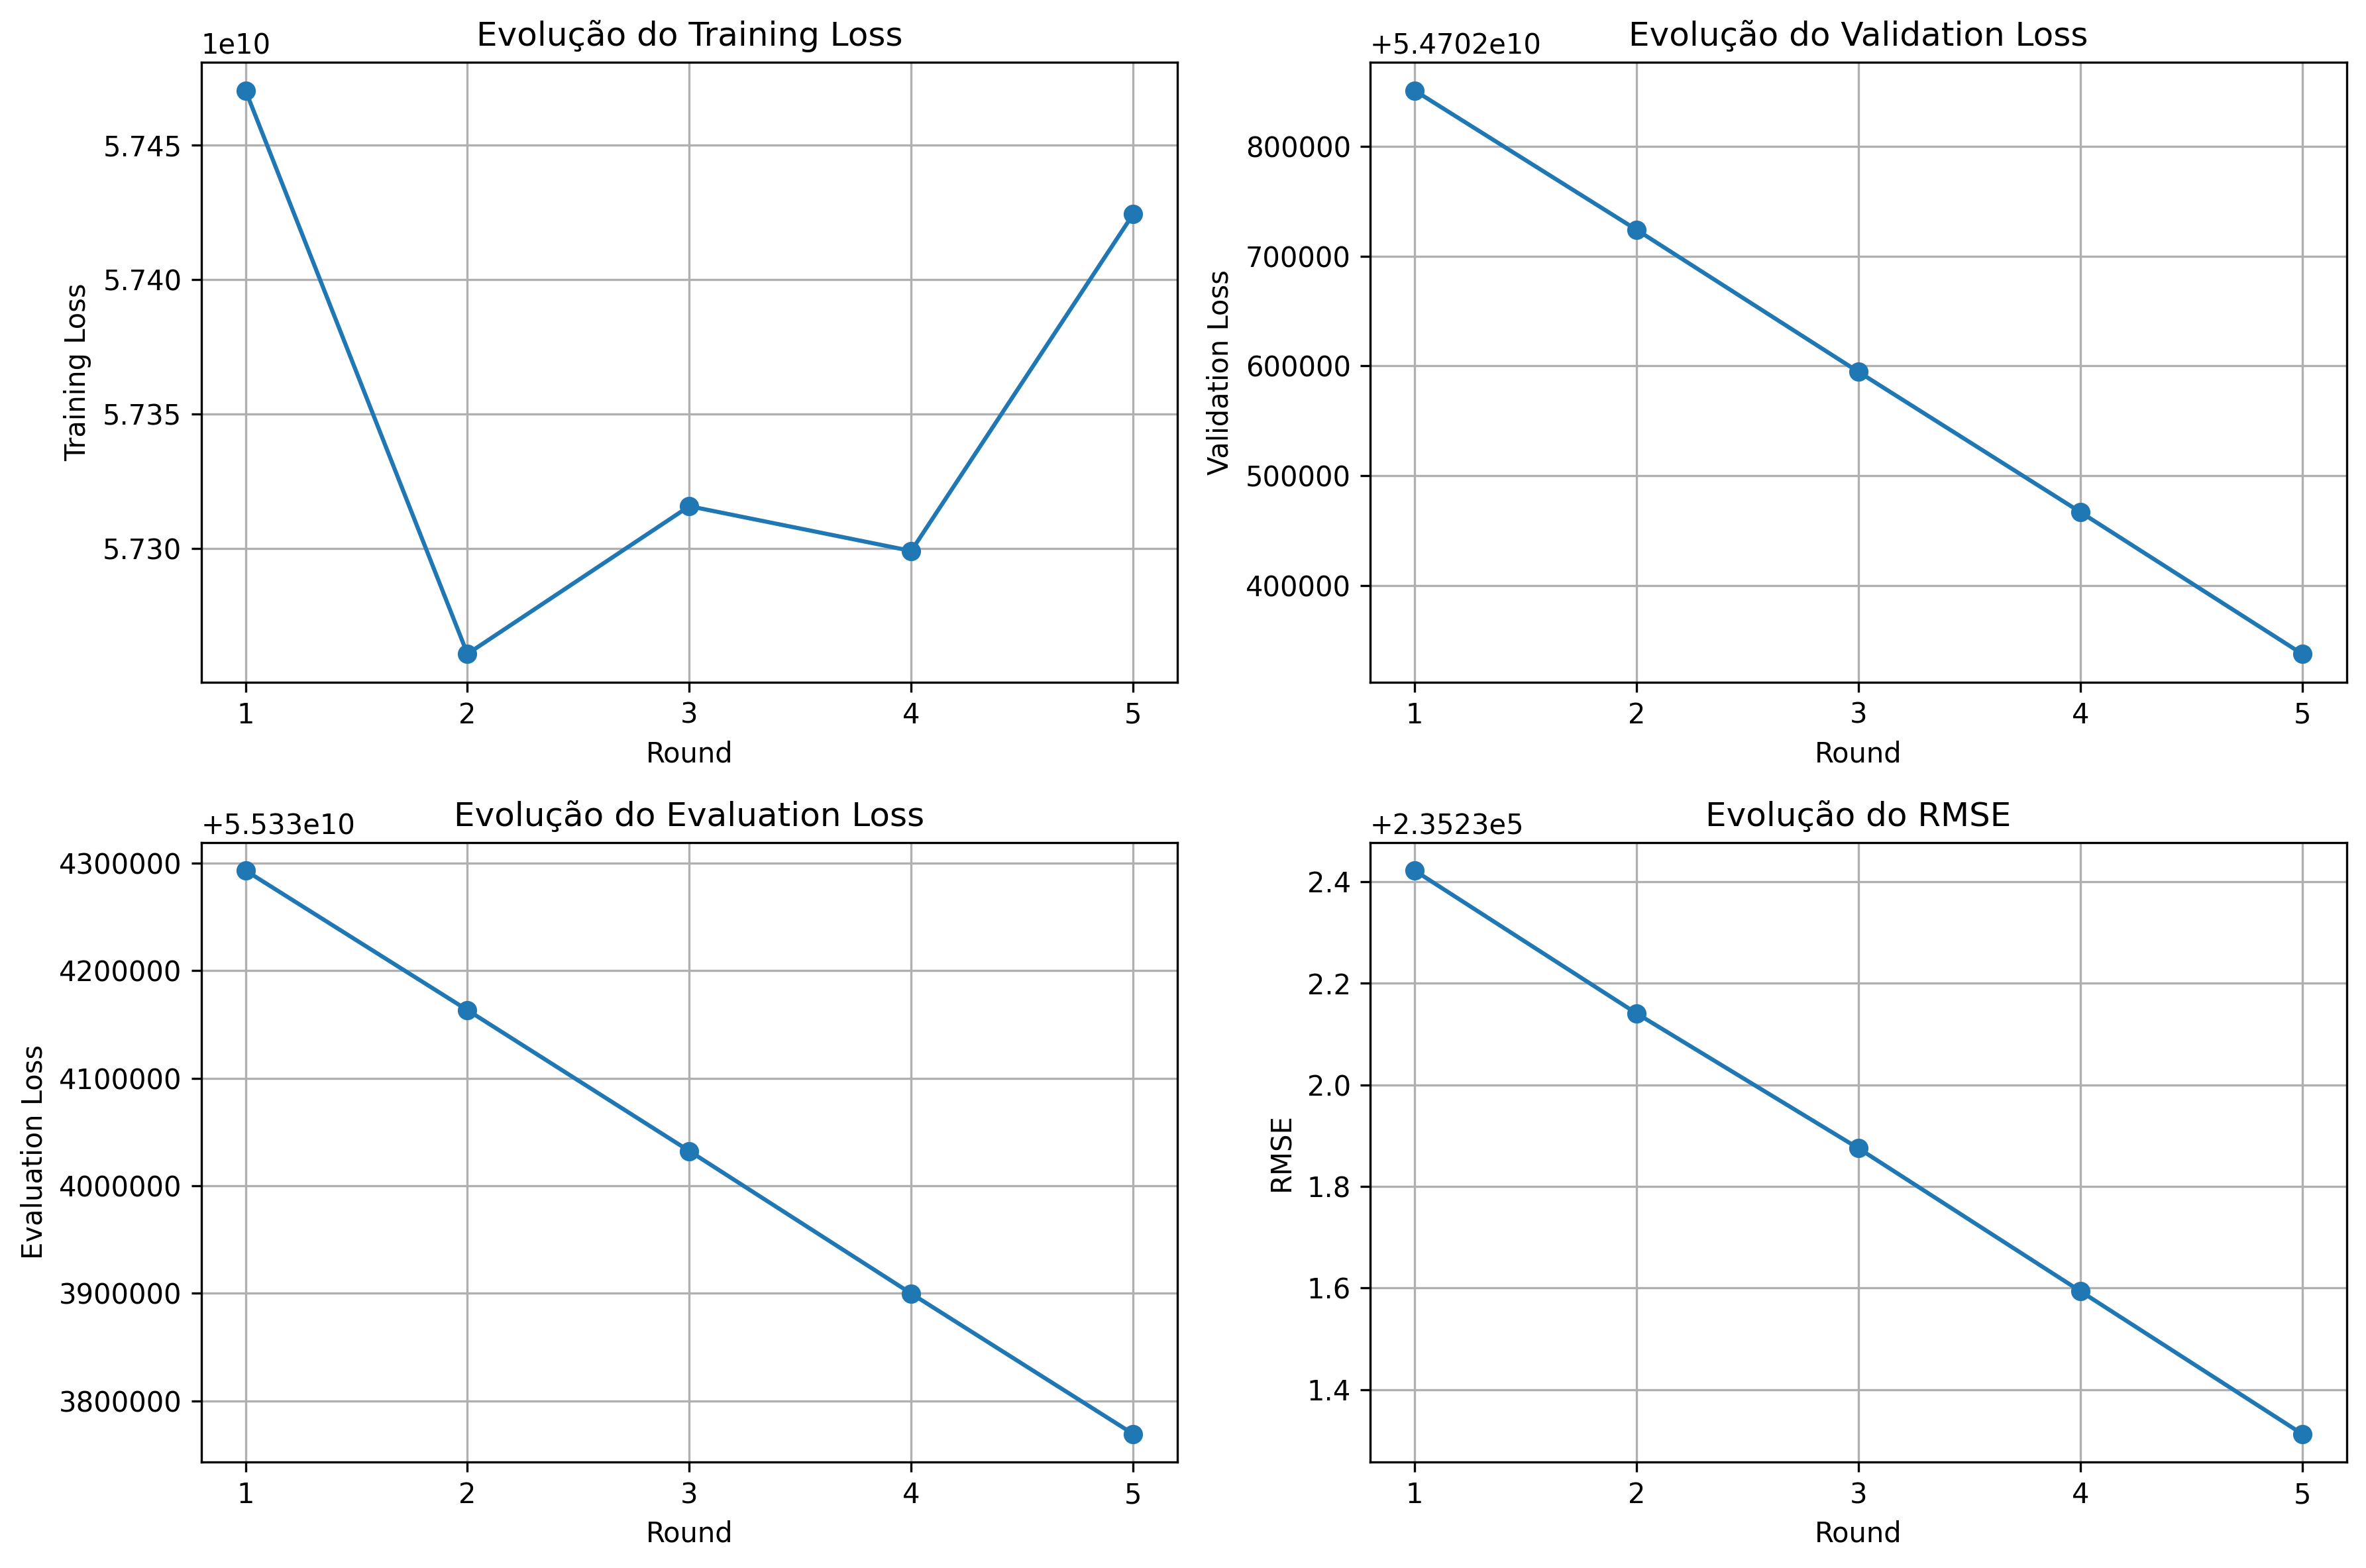 Evolução do Training Loss
1e10
Training Loss
5.745
5.740
5.735
5.730
1 2 3 4 5
Round
Evolução do Validation Loss
+5.4702e10
Validation Loss
800000
700000
600000
500000
400000
1 2 3 4 5
Round
Evolução do Evaluation Loss
+5.533e10
Evaluation Loss
4300000
4200000
4100000
4000000
3900000
3800000
1 2 3 4 5
Round
Evolução do RMSE
+2.3523e5
RMSE
2.4
2.2
2.0
1.8
1.6
1.4
1 2 3 4 5
Round